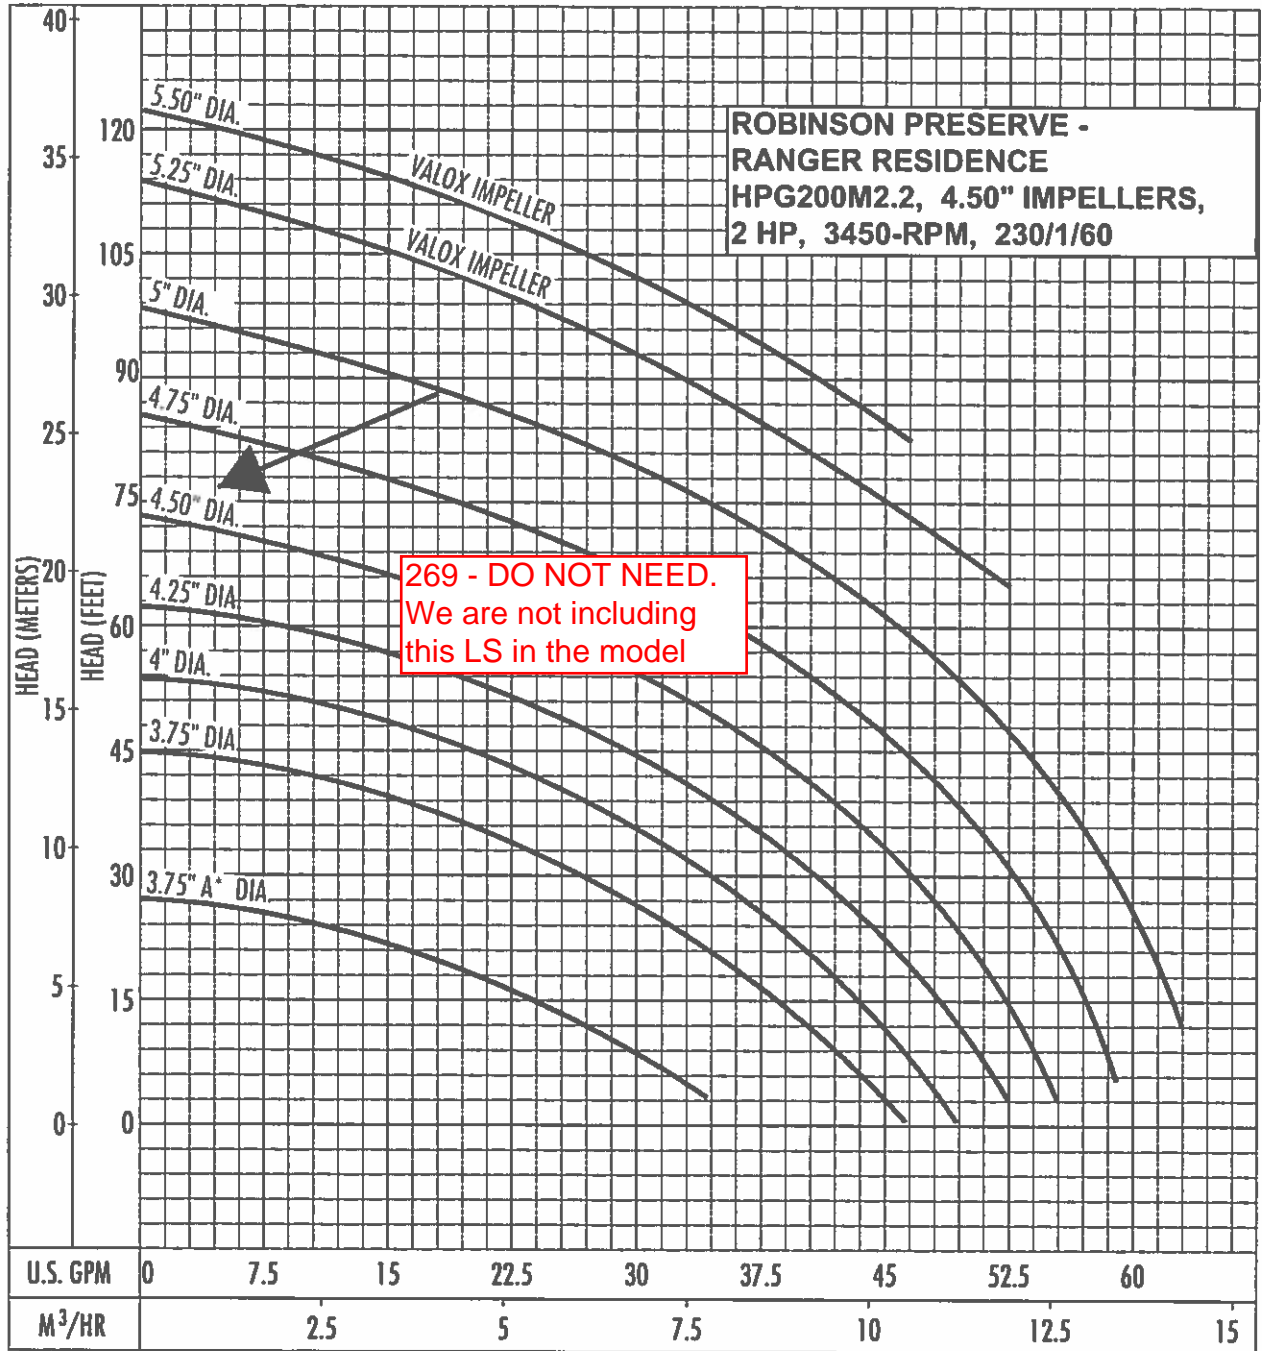 40
5.50" DIA.
120
ROBINSON PRESERVE -
RANGER RESIDENCE
HPG200M2.2, 4.50" IMPELLERS,
2 HP, 3450-RPM, 230/1/60
35
VALOX IMPELLER
5.25" DIA.
VALOX IMPELLER
105
30
5" DIA.
90
4.75" DIA.
25
75
4.50" DIA.
HEAD (METERS)
20
HEAD (FEET)
269 - DO NOT NEED.
We are not including
this LS in the model
4.25" DIA.
60
4" DIA.
15
3.75" DIA.
45
10
30
3.75" A* DIA.
5
15
0
0
U.S. GPM 0 7.5 15 22.5 30 37.5 45 52.5 60
M³/HR 2.5 5 7.5 10 12.5 15